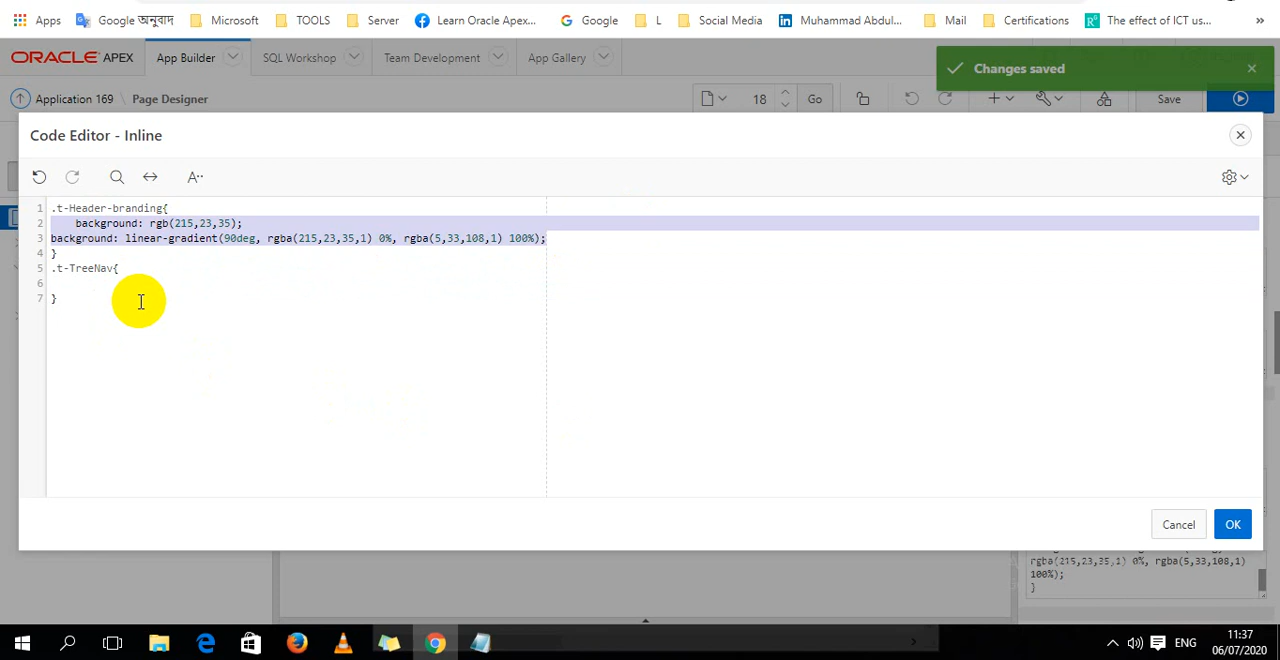 Apps Google অনুবাদ Microsoft TOOLS Server Learn Oracle Apex... Google L Social Media Muhammad Abdul... Mail Certifications The effect of ICT us... »
ORACLE APEX App Builder SQL Workshop Team Development App Gallery
Changes saved
Application 169 Page Designer 18 Go Save
Code Editor - Inline
1 .t-Header-branding{
2 background: rgb(215,23,35);
3 background: linear-gradient(90deg, rgba(215,23,35,1) 0%, rgba(5,33,108,1) 100%);
4 }
5 .t-TreeNav{
6
7 }
Cancel OK
rgba(215,23,35,1) 0%, rgba(5,33,108,1)
100%);
}
ENG
11:37
06/07/2020